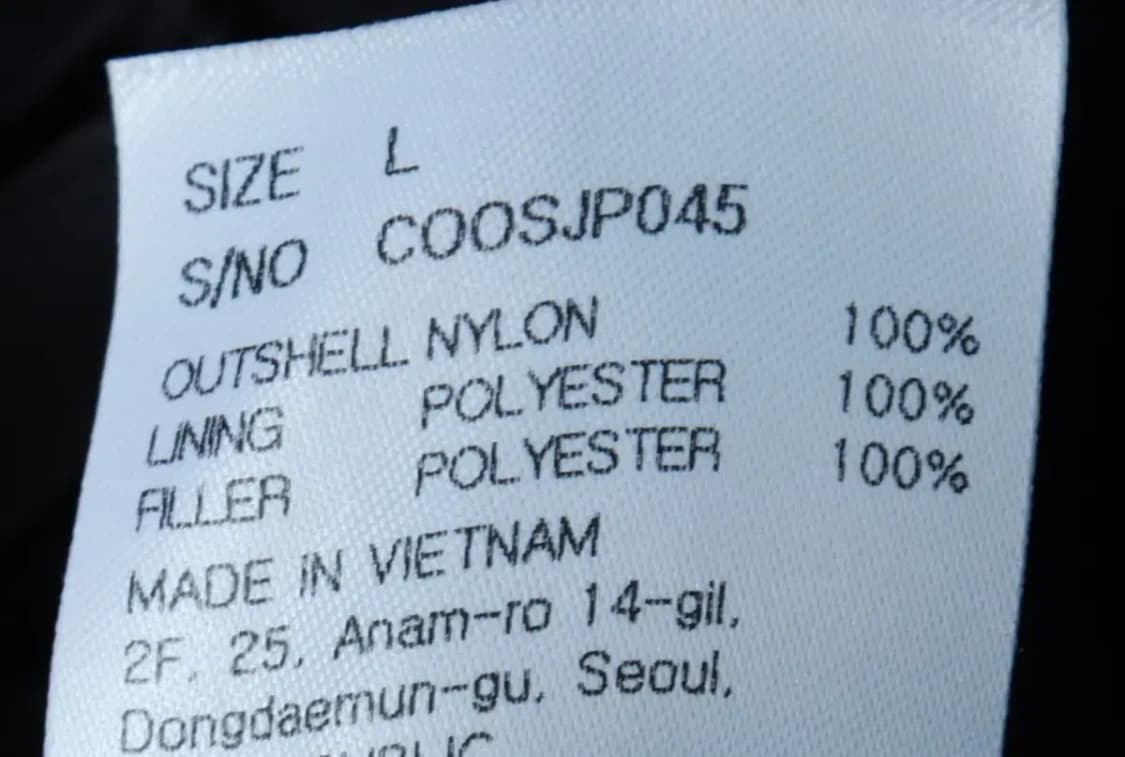 SIZE L
S/NO COOSJP045
OUTSHELL NYLON 100%
LINING POLYESTER 100%
FILLER POLYESTER 100%
MADE IN VIETNAM
2F, 25, Anam-ro 14-gil,
Dongdaemun-gu, Seoul,